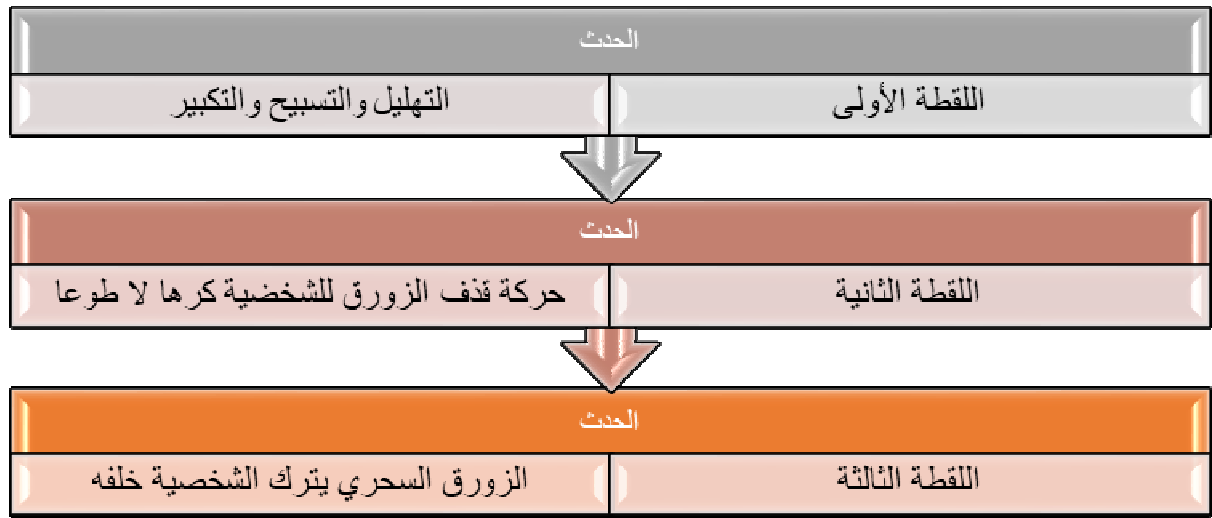 الحدث
اللقطة الأولى
التهليل والتسبيح والتكبير
الحدث
اللقطة الثانية
حركة قذف الزورق للشخضية كرها لا طوعا
الحدث
اللقطة الثالثة
الزورق السحري يترك الشخصية خلفه